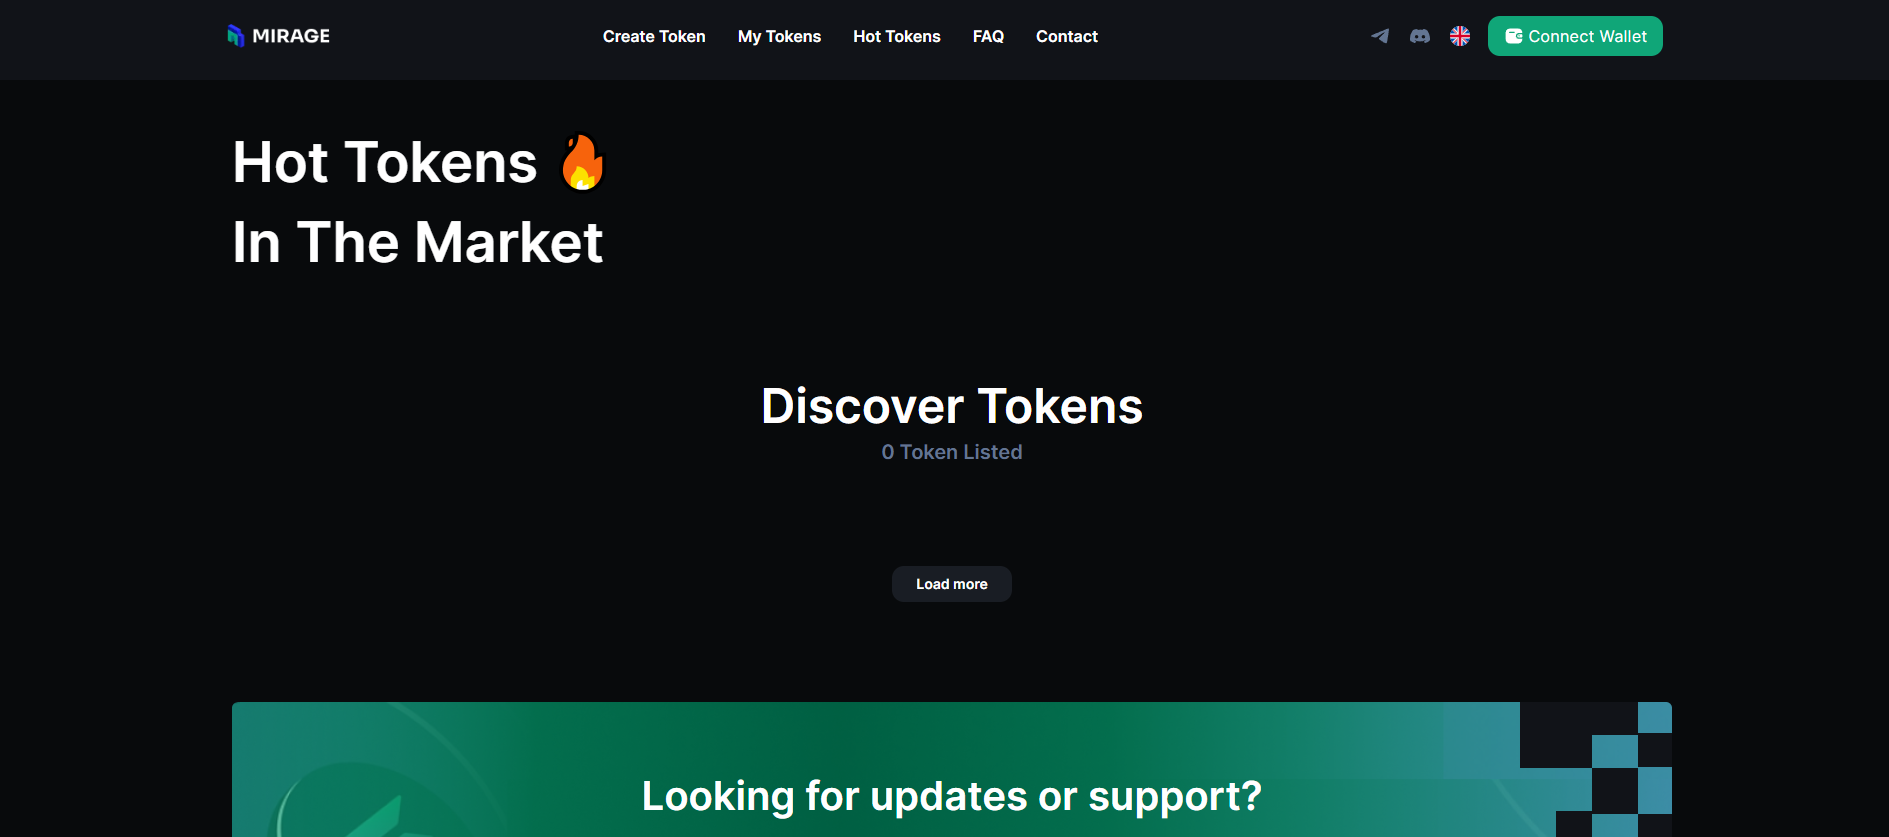 MIRAGE
Create Token
My Tokens
Hot Tokens
FAQ
Contact
Connect Wallet
Hot Tokens 🔥
In The Market
Discover Tokens
0 Token Listed
Load more
Looking for updates or support?